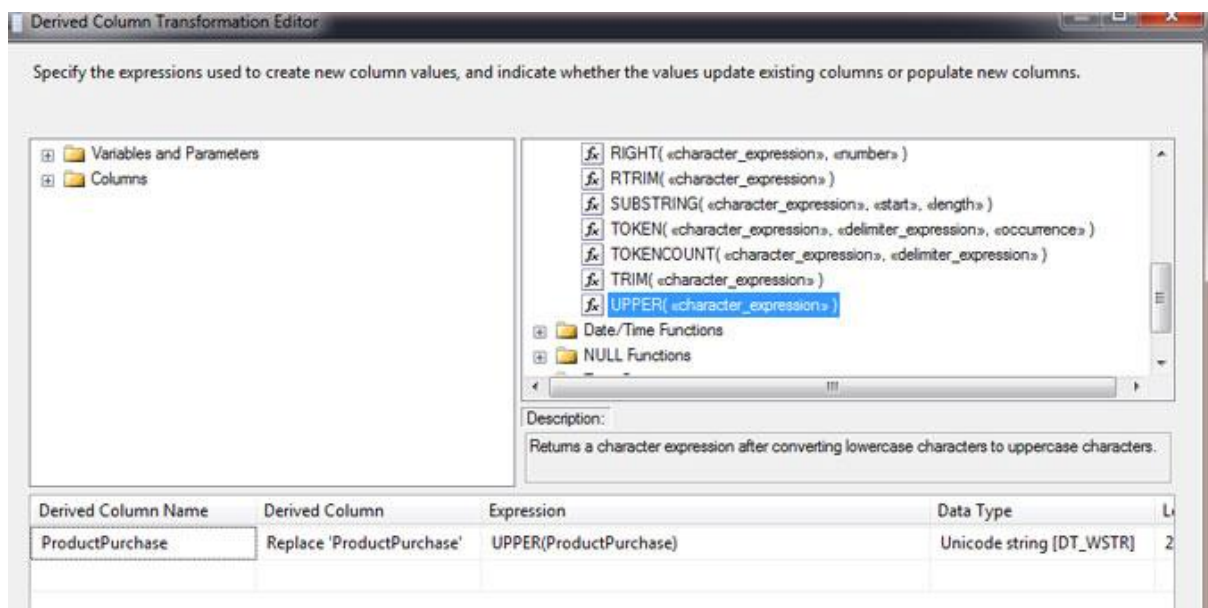 Derived Column Transformation Editor
Specify the expressions used to create new column values, and indicate whether the values update existing columns or populate new columns.
Variables and Parameters
Columns
RIGHT( «character_expression», «number» )
RTRIM( «character_expression» )
SUBSTRING( «character_expression», «start», «length» )
TOKEN( «character_expression», «delimiter_expression», «occurrence» )
TOKENCOUNT( «character_expression», «delimiter_expression» )
TRIM( «character_expression» )
UPPER( «character_expression» )
Date/Time Functions
NULL Functions
Description:
Returns a character expression after converting lowercase characters to uppercase characters.
Derived Column Name Derived Column Expression Data Type
ProductPurchase Replace 'ProductPurchase' UPPER(ProductPurchase) Unicode string [DT_WSTR] 2